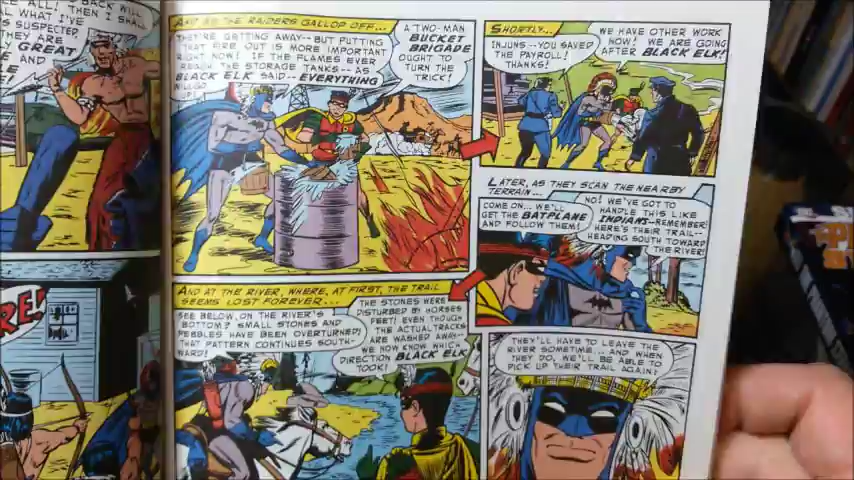 BACK WILL
ALL! THEN I SHALL
WHAT I'VE
SUSPECTED
THEY ARE
GREAT
AND
RE!
AND AS THE RAIDERS GALLOP OFF...
THEY'RE GETTING AWAY--BUT PUTTING
THAT FIRE OUT IS MORE IMPORTANT
RIGHT NOW! IF THE FLAMES EVER
REACH THE STORAGE TANKS--AS
BLACK ELK SAID--EVERYTHING
WILL GO UP!
A TWO-MAN
BUCKET
BRIGADE
OUGHT TO
TURN THE
TRICK!
SHORTLY...
INJUNS--YOU SAVED
THE PAYROLL!
THANKS!
WE HAVE OTHER WORK
NOW! WE ARE GOING
AFTER BLACK ELK!
LATER, AS THEY SCAN THE NEARBY
TERRAIN...
COME ON... WE'LL
GET THE BATPLANE
AND FOLLOW THEM!
NO! WE'VE GOT TO
HANDLE THIS LIKE
INDIANS--REMEMBER!
HERE'S THEIR TRAIL--
HEADING SOUTH TOWARD
THE RIVER!
AND AT THE RIVER, WHERE, AT FIRST, THE TRAIL
SEEMS LOST FOREVER...
SEE BELOW, ON THE RIVER'S
BOTTOM? SMALL STONES AND
PEBBLES HAVE BEEN OVERTURNED!
THAT PATTERN CONTINUES SOUTH-
WARD!
THE STONES WERE
DISTURBED BY HORSES'
FEET! EVEN THOUGH
THE ACTUAL TRACKS
ARE WASHED AWAY--
WE NOW KNOW WHICH
DIRECTION BLACK ELK
TOOK!
THEY'LL HAVE TO LEAVE THE
RIVER SOMETIME...AND WHEN
THEY DO, WE'LL BE ABLE TO
PICK UP THEIR TRAIL AGAIN!